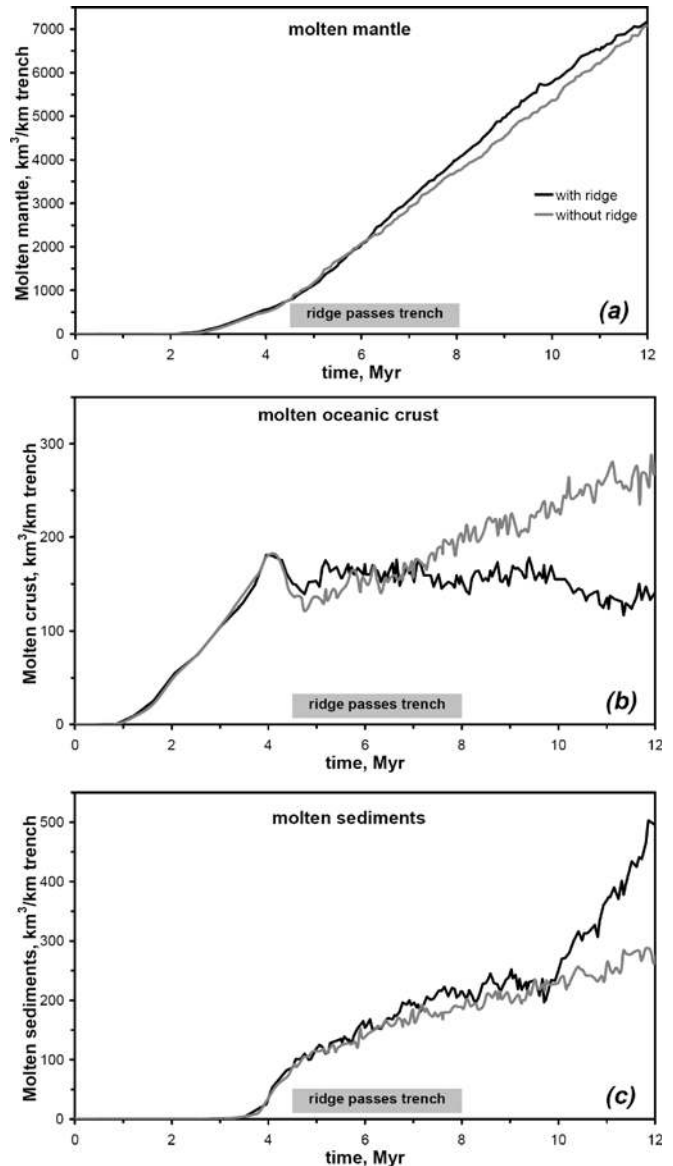 molten mantle
Molten mantle, km³/km trench
7000
6000
5000
4000
3000
2000
1000
0
with ridge
without ridge
ridge passes trench
(a)
0 2 4 6 8 10 12
time, Myr
molten oceanic crust
Molten crust, km³/km trench
300
200
100
0
ridge passes trench
(b)
0 2 4 6 8 10 12
time, Myr
molten sediments
Molten sediments, km³/km trench
500
400
300
200
100
0
ridge passes trench
(c)
0 2 4 6 8 10 12
time, Myr